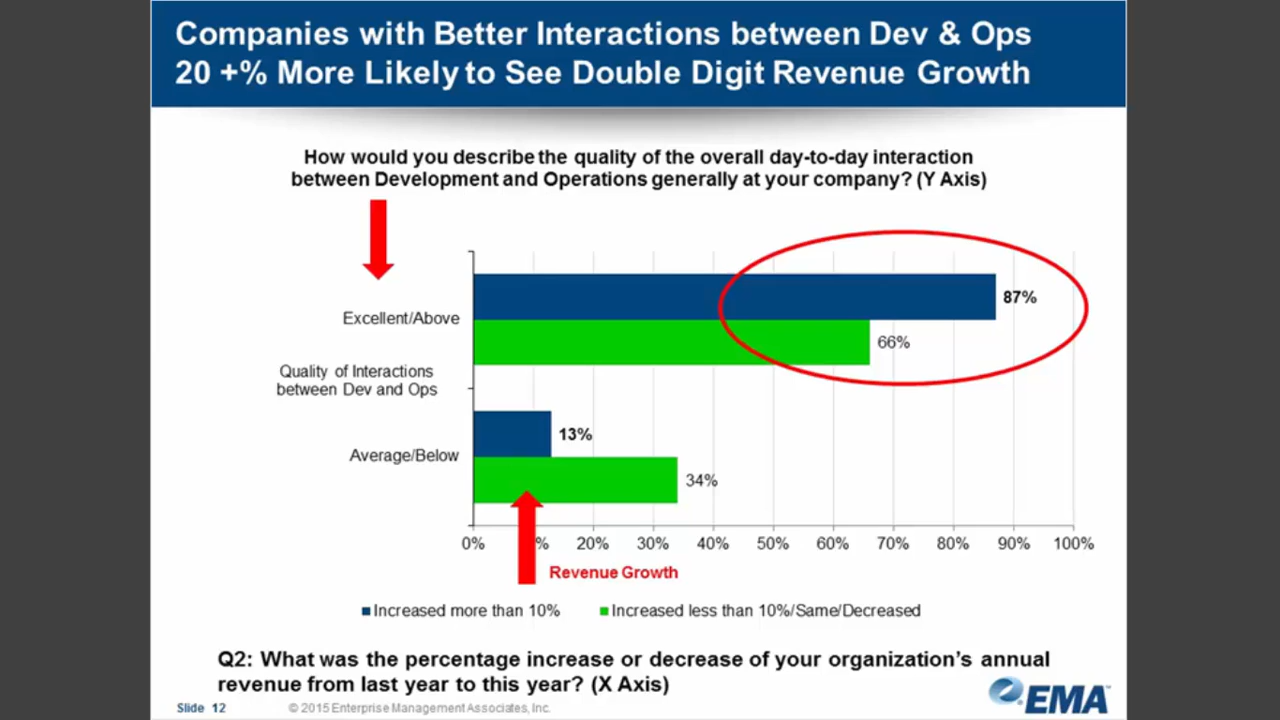 Companies with Better Interactions between Dev & Ops
20 +% More Likely to See Double Digit Revenue Growth
How would you describe the quality of the overall day-to-day interaction
between Development and Operations generally at your company? (Y Axis)
87%
Excellent/Above
66%
Quality of Interactions
between Dev and Ops
13%
Average/Below
34%
0% % 20% 30% 40% 50% 60% 70% 80% 90% 100%
Revenue Growth
Increased more than 10% Increased less than 10%/Same/Decreased
Q2: What was the percentage increase or decrease of your organization's annual
revenue from last year to this year? (X Axis)
Slide 12 © 2015 Enterprise Management Associates, Inc.
EMA™